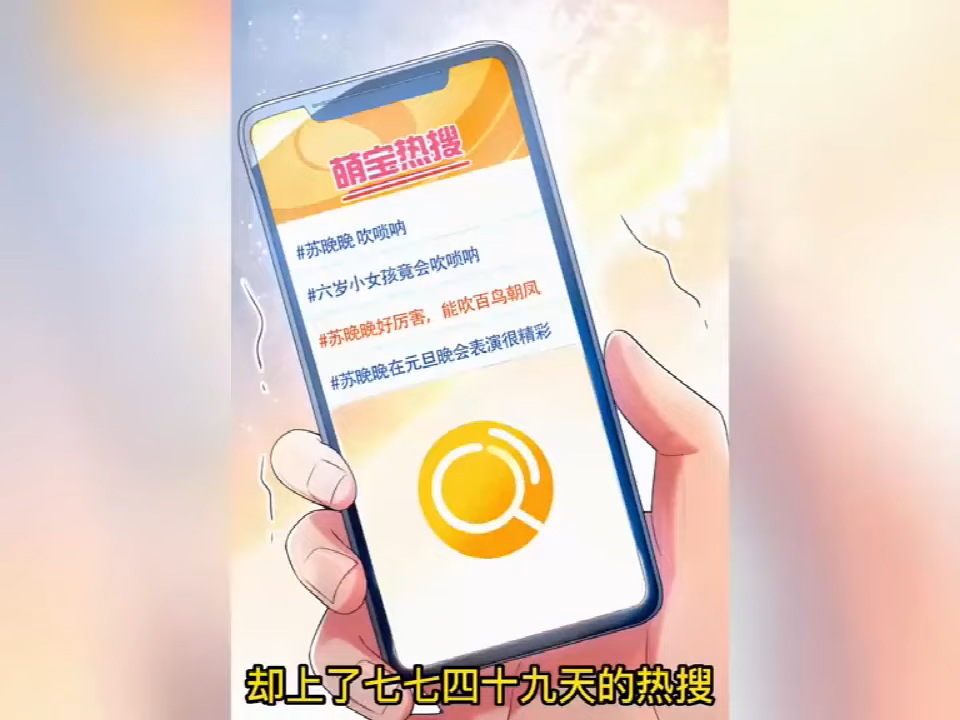 萌宝热搜
#苏晚晚 吹唢呐
#六岁小女孩竟会吹唢呐
#苏晚晚好厉害，能吹百鸟朝凤
#苏晚晚在元旦晚会表演很精彩
却上了七七四十九天的热搜